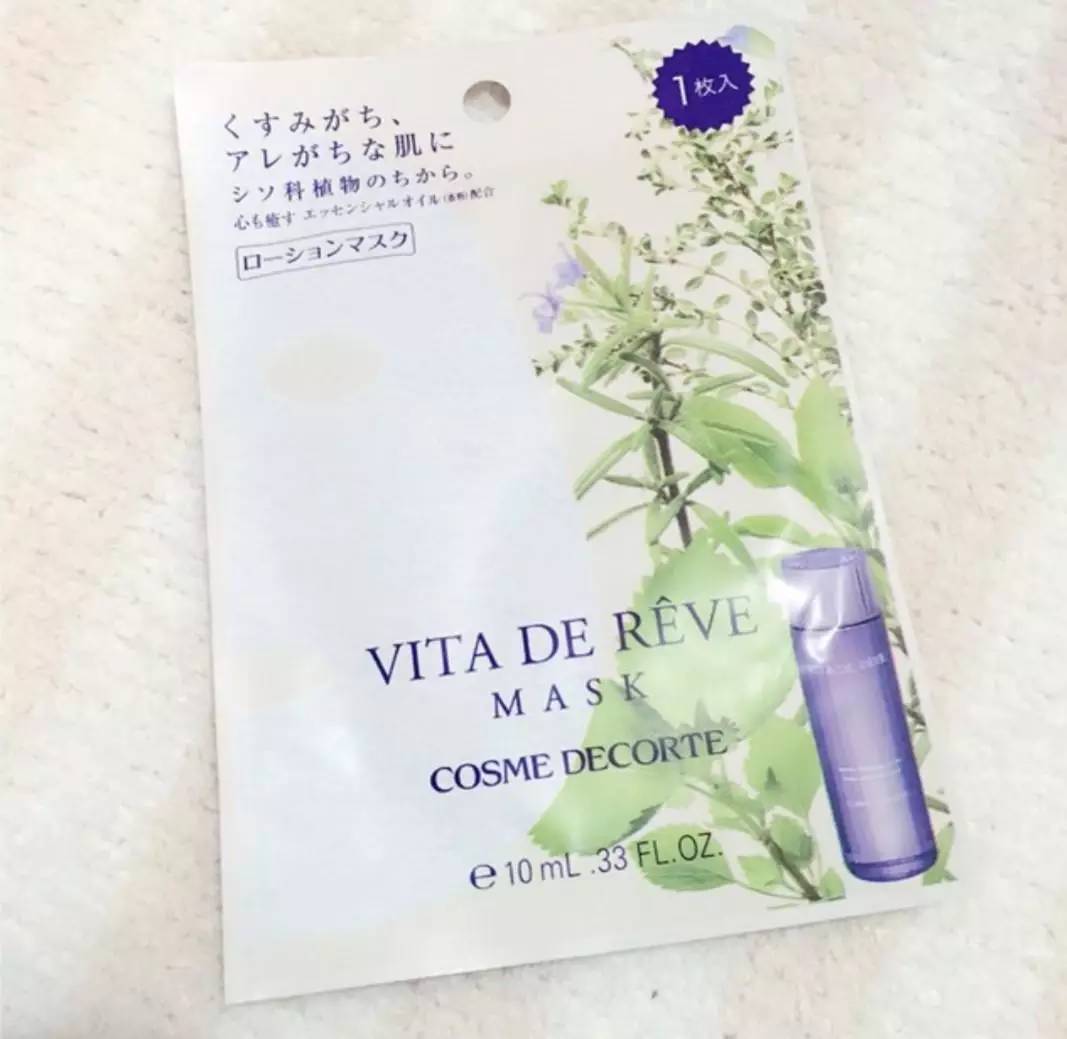 1枚入
くすみがち、
アレがちな肌に
シソ科植物のちから。
心も癒す エッセンシャルオイル(香料)配合
ローションマスク
VITA DE RÊVE
MASK
COSME DECORTE
℮ 10 mL .33 FL.OZ.
VITA DE RÊVE